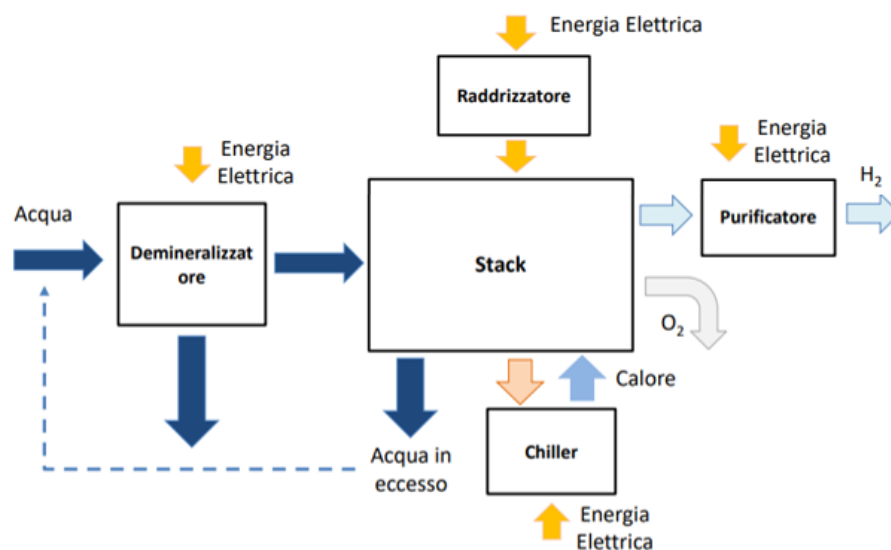 Energia Elettrica
Raddrizzatore
Energia
Elettrica
Energia
Elettrica
H2
Acqua
Demineralizzat
ore
Stack
Purificatore
O2
Calore
Acqua in
eccesso
Chiller
Energia
Elettrica